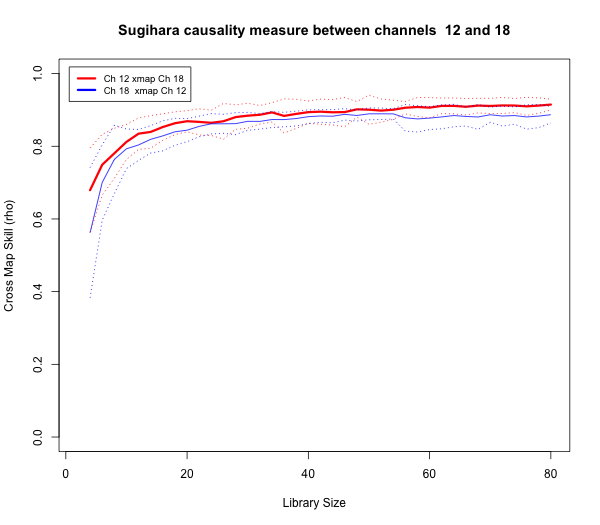 Sugihara causality measure between channels  12 and 18
Ch 12 xmap Ch 18
Ch 18  xmap Ch 12
1.0
0.8
0.6
0.4
0.2
0.0
Cross Map Skill (rho)
0
20
40
60
80
Library Size